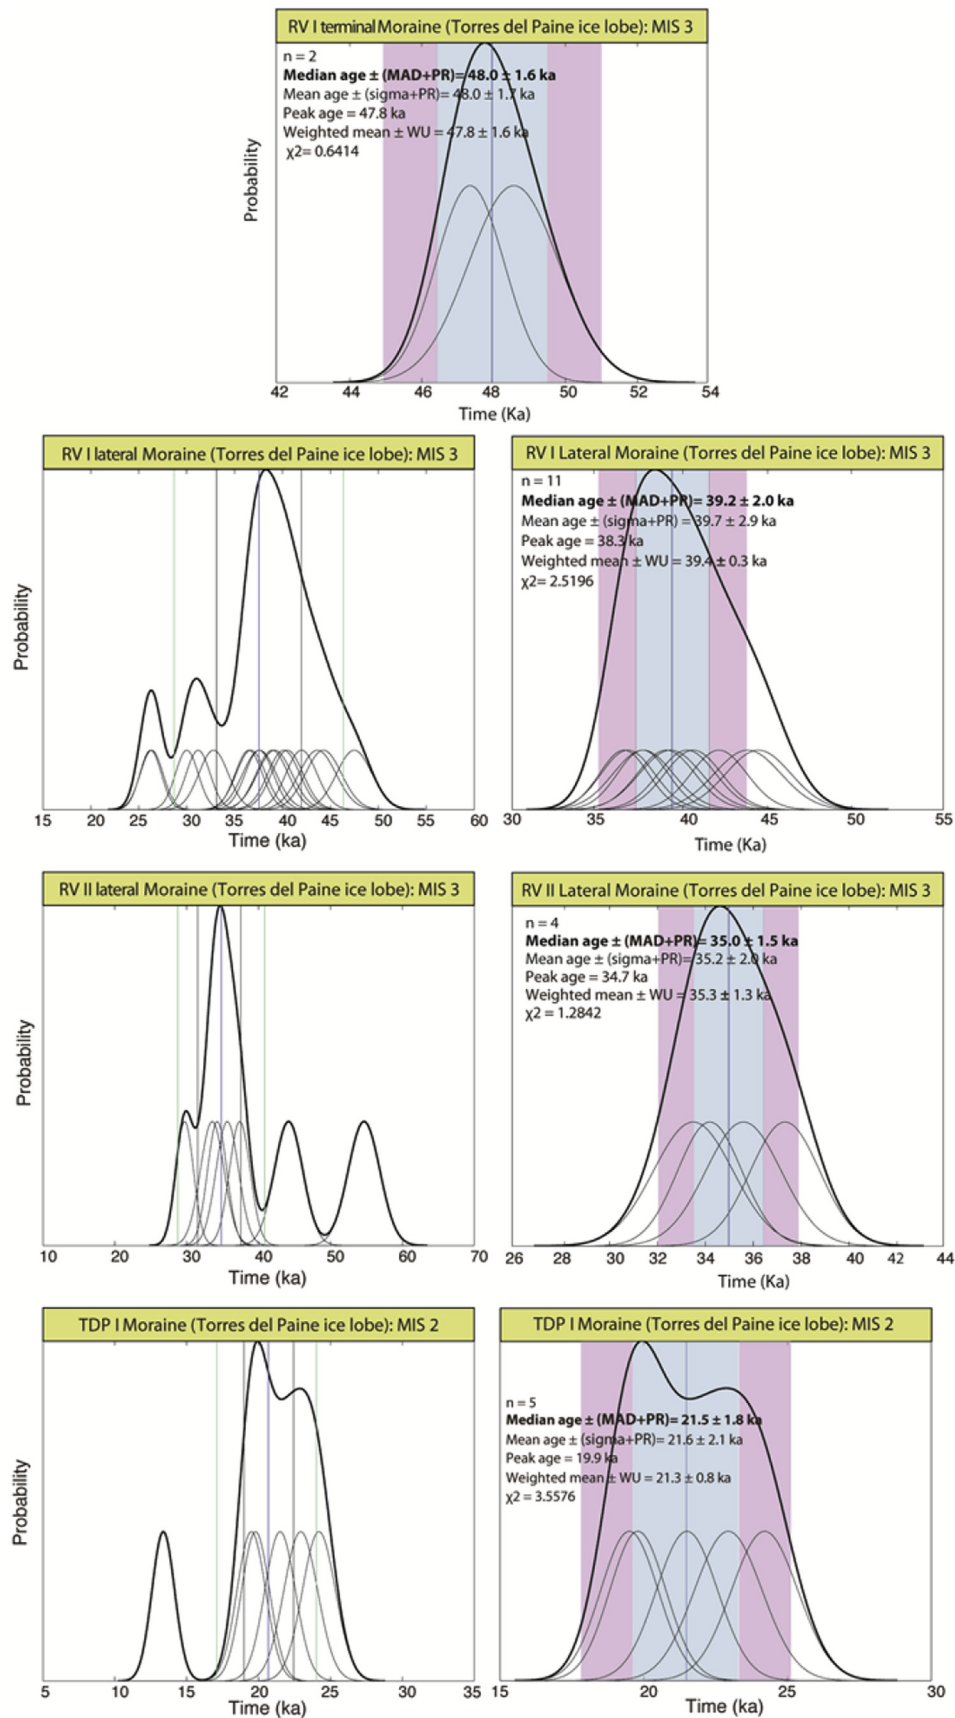 RV I terminal Moraine (Torres del Paine ice lobe): MIS 3
n = 2
Median age ± (MAD+PR)= 48.0 ± 1.6 ka
Mean age ± (sigma+PR)= 48.0 ± 1.7 ka
Peak age = 47.8 ka
Weighted mean ± WU = 47.8 ± 1.6 ka
χ2= 0.6414
Probability
42 44 46 48 50 52 54
Time (Ka)
RV I lateral Moraine (Torres del Paine ice lobe): MIS 3
Probability
15 20 25 30 35 40 45 50 55 60
Time (ka)
RV I Lateral Moraine (Torres del Paine ice lobe): MIS 3
n = 11
Median age ± (MAD+PR)= 39.2 ± 2.0 ka
Mean age ± (sigma+PR) = 39.7 ± 2.9 ka
Peak age = 38.3 ka
Weighted mean ± WU = 39.4 ± 0.3 ka
χ2= 2.5196
30 35 40 45 50 55
Time (Ka)
RV II lateral Moraine (Torres del Paine ice lobe): MIS 3
Probability
10 20 30 40 50 60 70
Time (ka)
RV II Lateral Moraine (Torres del Paine ice lobe): MIS 3
n = 4
Median age ± (MAD+PR)= 35.0 ± 1.5 ka
Mean age ± (sigma+PR)= 35.2 ± 2.0 ka
Peak age = 34.7 ka
Weighted mean ± WU = 35.3 ± 1.3 ka
χ2 = 1.2842
26 28 30 32 34 36 38 40 42 44
Time (Ka)
TDP I Moraine (Torres del Paine ice lobe): MIS 2
Probability
5 10 15 20 25 30 35
Time (ka)
TDP I Moraine (Torres del Paine ice lobe): MIS 2
n = 5
Median age ± (MAD+PR)= 21.5 ± 1.8 ka
Mean age ± (sigma+PR)= 21.6 ± 2.1 ka
Peak age = 19.9 ka
Weighted mean ± WU = 21.3 ± 0.8 ka
χ2 = 3.5576
15 20 25 30
Time (ka)